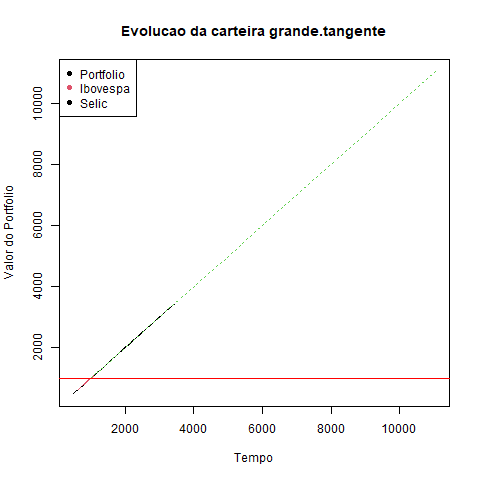 Evolucao da carteira grande.tangente
Portfolio
Ibovespa
Selic
Valor do Portfolio
2000
4000
6000
8000
10000
2000
4000
6000
8000
10000
Tempo